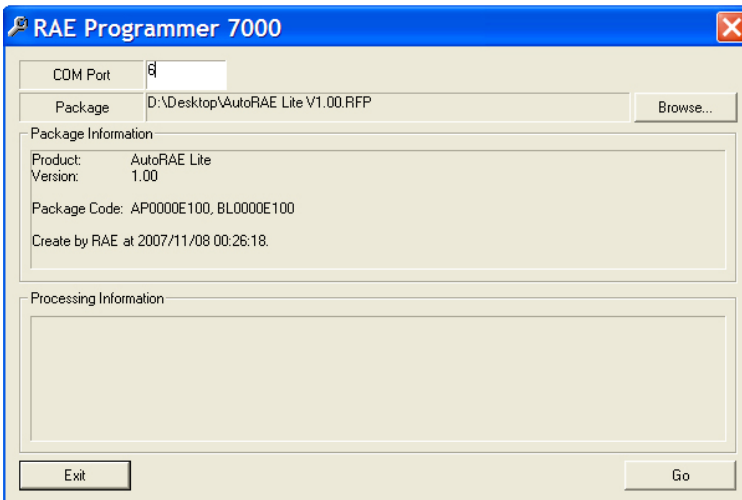 RAE Programmer 7000
COM Port 6
Package D:\Desktop\AutoRAE Lite V1.00.RFP Browse...
Package Information
Product: AutoRAE Lite
Version: 1.00
Package Code: AP0000E100, BL0000E100
Create by RAE at 2007/11/08 00:26:18.
Processing Information
Exit Go